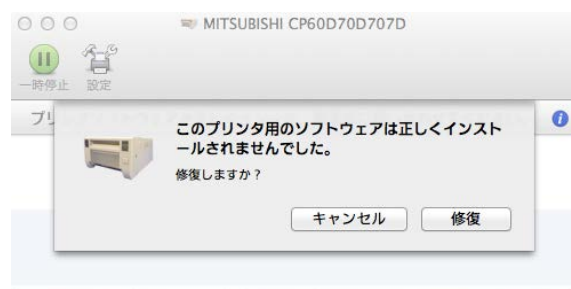 MITSUBISHI CP60D70D707D
一時停止 設定
プリ
このプリンタ用のソフトウェアは正しくインスト
ールされませんでした。
修復しますか？
キャンセル 修復